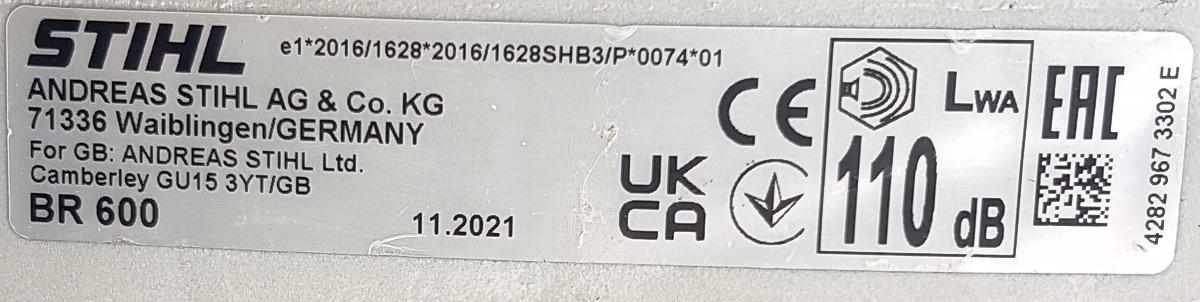 STIHL
e1*2016/1628*2016/1628SHB3/P*0074*01
ANDREAS STIHL AG & Co. KG
71336 Waiblingen/GERMANY
For GB: ANDREAS STIHL Ltd.
Camberley GU15 3YT/GB
BR 600
11.2021
CE
UK
CA
LWA
110 dB
EAC
4282 967 3302 E